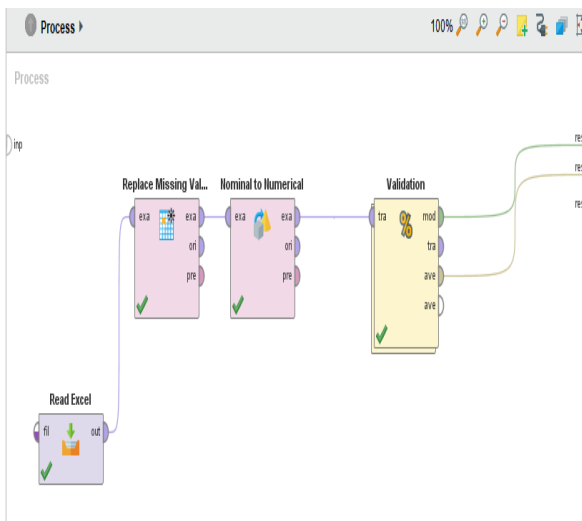 Process
100%
Process
inp
res
res
res
Replace Missing Val...
exa
exa
ori
pre
Nominal to Numerical
exa
exa
ori
pre
Validation
%
tra
mod
tra
ave
ave
Read Excel
fil
out